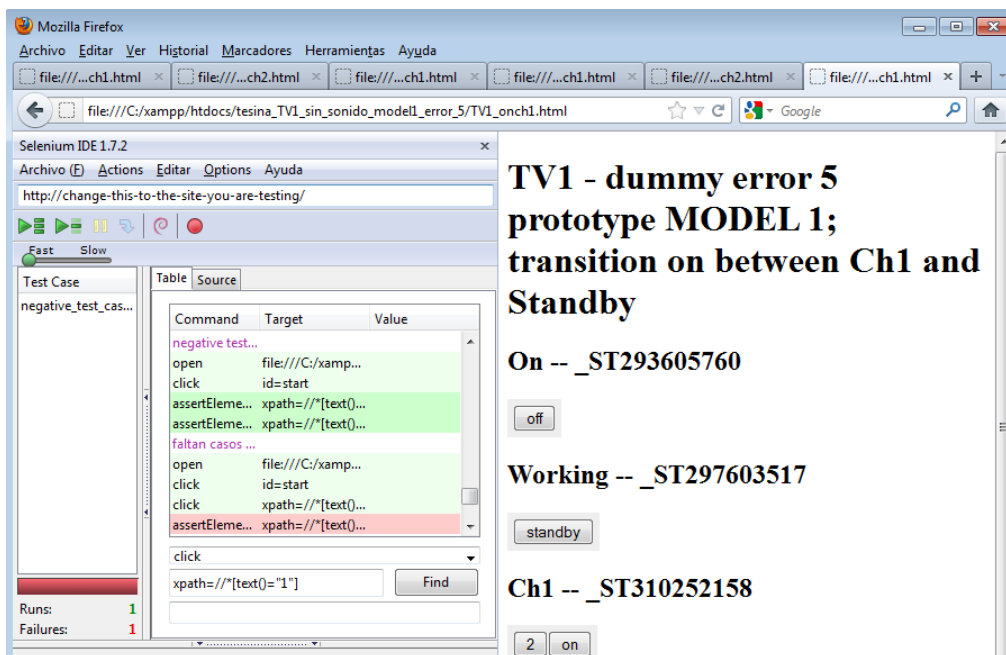 Mozilla Firefox
Archivo Editar Ver Historial Marcadores Herramientas Ayuda
file:///...ch1.html × file:///...ch2.html × file:///...ch1.html × file:///...ch1.html × file:///...ch2.html × file:///...ch1.html × +
file:///C:/xampp/htdocs/tesina_TV1_sin_sonido_model1_error_5/TV1_onch1.html Google
Selenium IDE 1.7.2 ×
Archivo (F) Actions Editar Options Ayuda
http://change-this-to-the-site-you-are-testing/
Fast Slow
Test Case
negative_test_cas...
Runs: 1
Failures: 1
Table Source
Command Target Value
negative test...
open file:///C:/xamp...
click id=start
assertEleme... xpath=//*[text()...
assertEleme... xpath=//*[text()...
faltan casos ...
open file:///C:/xamp...
click id=start
click xpath=//*[text()...
assertEleme... xpath=//*[text()...
click
xpath=//*[text()="1"] Find
TV1 - dummy error 5
prototype MODEL 1;
transition on between Ch1 and
Standby
On -- _ST293605760
off
Working -- _ST297603517
standby
Ch1 -- _ST310252158
2 on